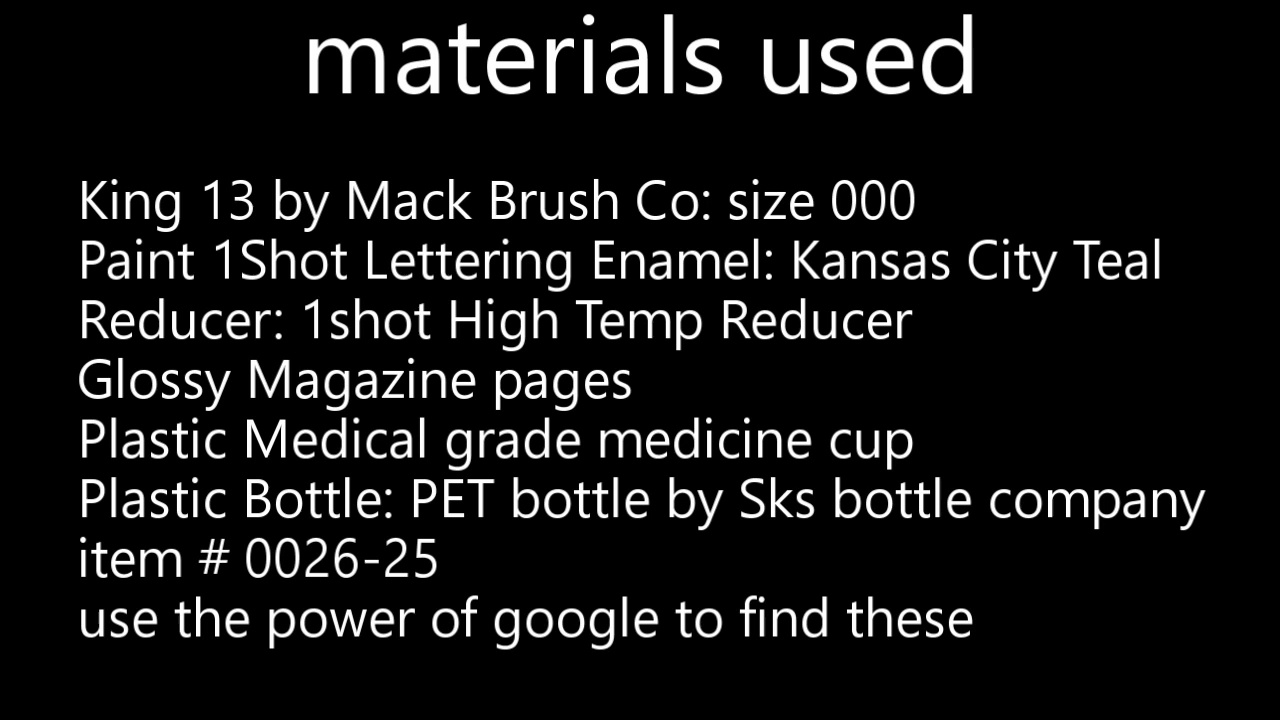 materials used
King 13 by Mack Brush Co: size 000
Paint 1Shot Lettering Enamel: Kansas City Teal
Reducer: 1shot High Temp Reducer
Glossy Magazine pages
Plastic Medical grade medicine cup
Plastic Bottle: PET bottle by Sks bottle company
item # 0026-25
use the power of google to find these